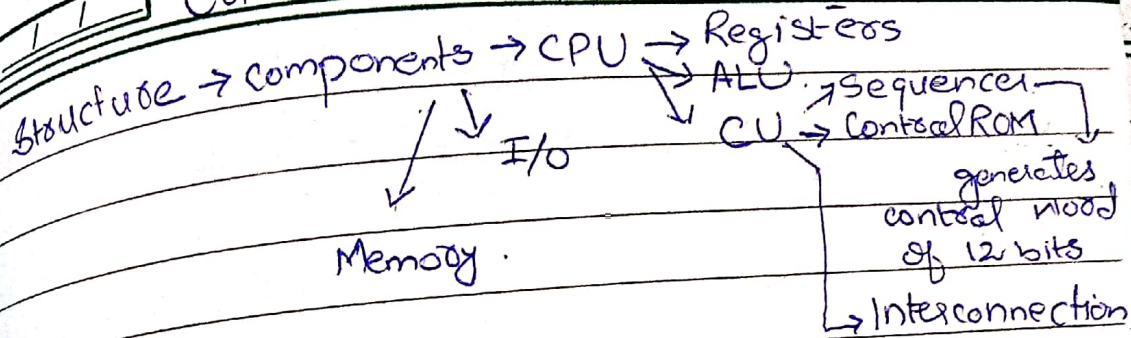 Structure → Components → CPU → Registers
ALU
CU → Sequencer
→ Control ROM
I/O
generates
control word
of 12 bits
Memory.
→ Interconnection